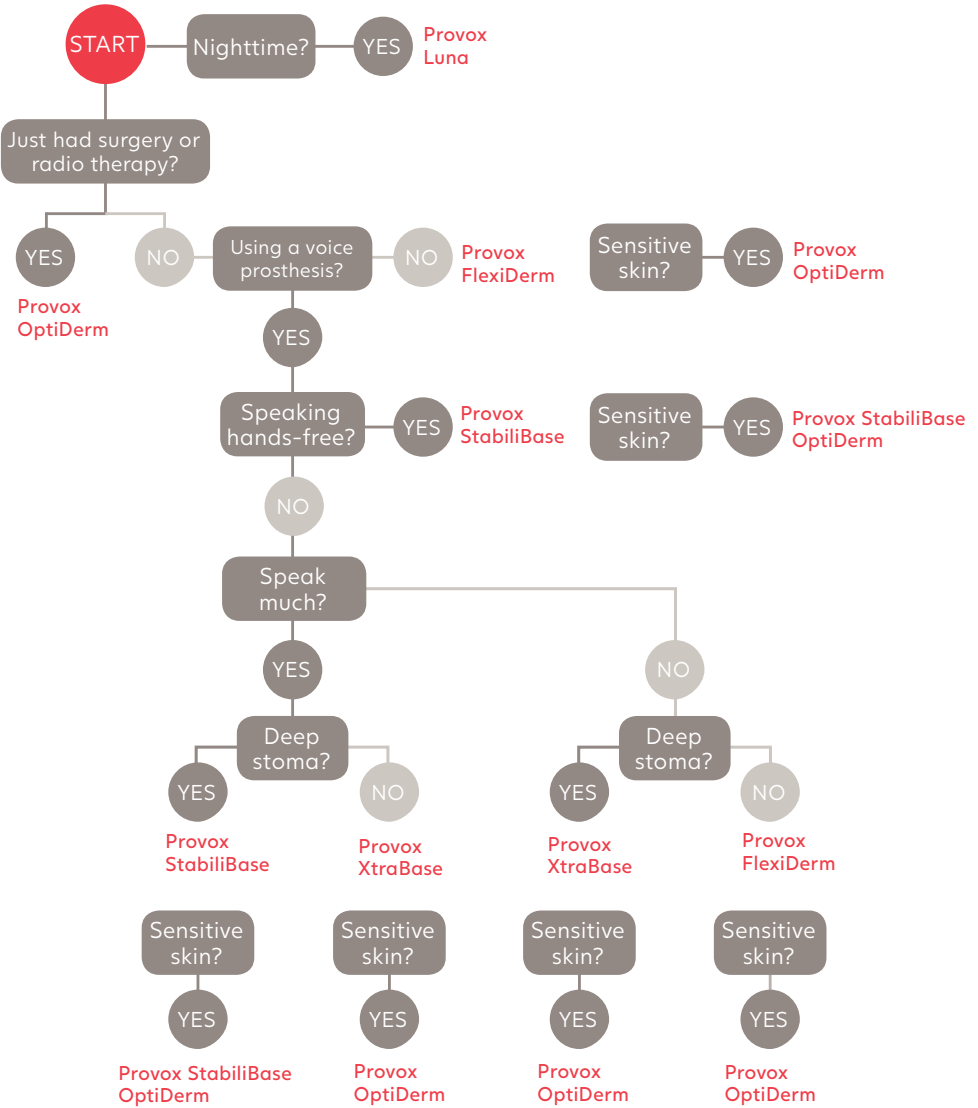 START
Nighttime?
YES
Provox
Luna
Just had surgery or
radio therapy?
YES
NO
Provox
OptiDerm
Using a voice
prosthesis?
NO
Provox
FlexiDerm
Sensitive
skin?
YES
Provox
OptiDerm
YES
Speaking
hands-free?
YES
Provox
StabiliBase
Sensitive
skin?
YES
Provox StabiliBase
OptiDerm
NO
Speak
much?
YES
NO
Deep
stoma?
Deep
stoma?
YES
NO
YES
NO
Provox
StabiliBase
Provox
XtraBase
Provox
XtraBase
Provox
FlexiDerm
Sensitive
skin?
Sensitive
skin?
Sensitive
skin?
Sensitive
skin?
YES
YES
YES
YES
Provox StabiliBase
OptiDerm
Provox
OptiDerm
Provox
OptiDerm
Provox
OptiDerm